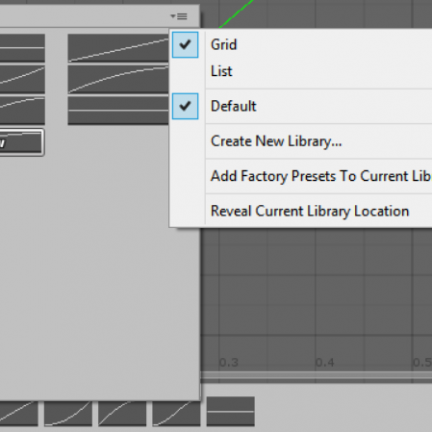 Grid
List
Default
Create New Library...
Add Factory Presets To Current Lib
Reveal Current Library Location
0.3
0.4
0.5